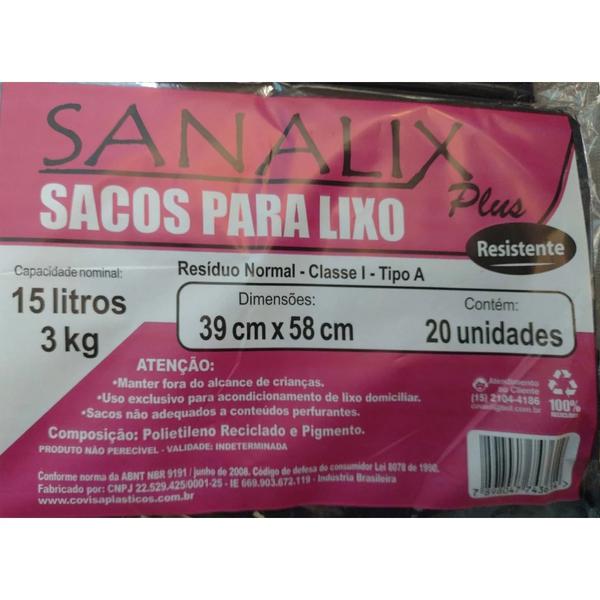 SANALIX
Plus
SACOS PARA LIXO
Resistente
Capacidade nominal:
15 litros
3 kg
Resíduo Normal - Classe I - Tipo A
Dimensões:
39 cm x 58 cm
Contém:
20 unidades
ATENÇÃO:
•Manter fora do alcance de crianças.
•Uso exclusivo para acondicionamento de lixo domiciliar.
•Sacos não adequados a conteúdos perfurantes.
Composição: Polietileno Reciclado e Pigmento.
PRODUTO NÃO PERECÍVEL - VALIDADE: INDETERMINADA
Atendimento
ao Cliente
(15) 2104-4186
100%
Conforme norma da ABNT NBR 9191 / junho de 2008. Código de defesa do consumidor Lei 8078 de 1990.
Fabricado por: CNPJ 22.529.425/0001-25 - IE 669.903.672.119 - Indústria Brasileira
www.covisaplasticos.com.br